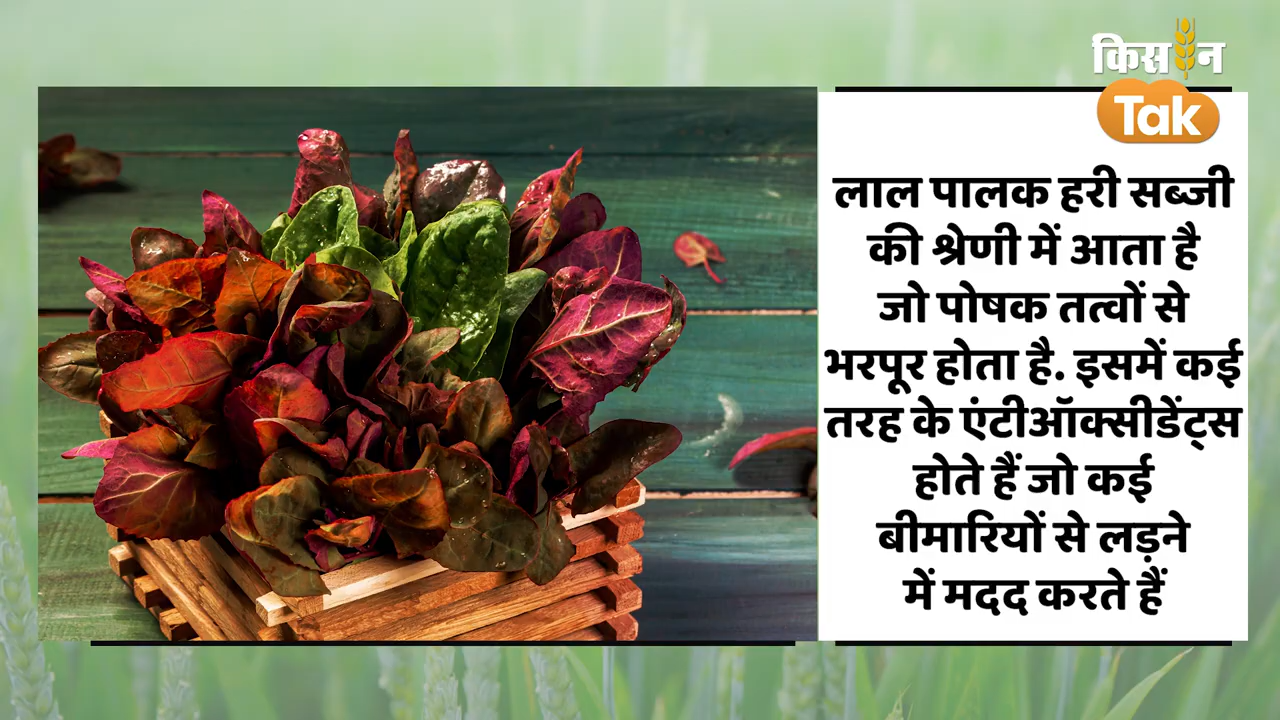 किसान
Tak
लाल पालक हरी सब्जी
की श्रेणी में आता है
जो पोषक तत्वों से
भरपूर होता है. इसमें कई
तरह के एंटीऑक्सीडेंट्स
होते हैं जो कई
बीमारियों से लड़ने
में मदद करते हैं